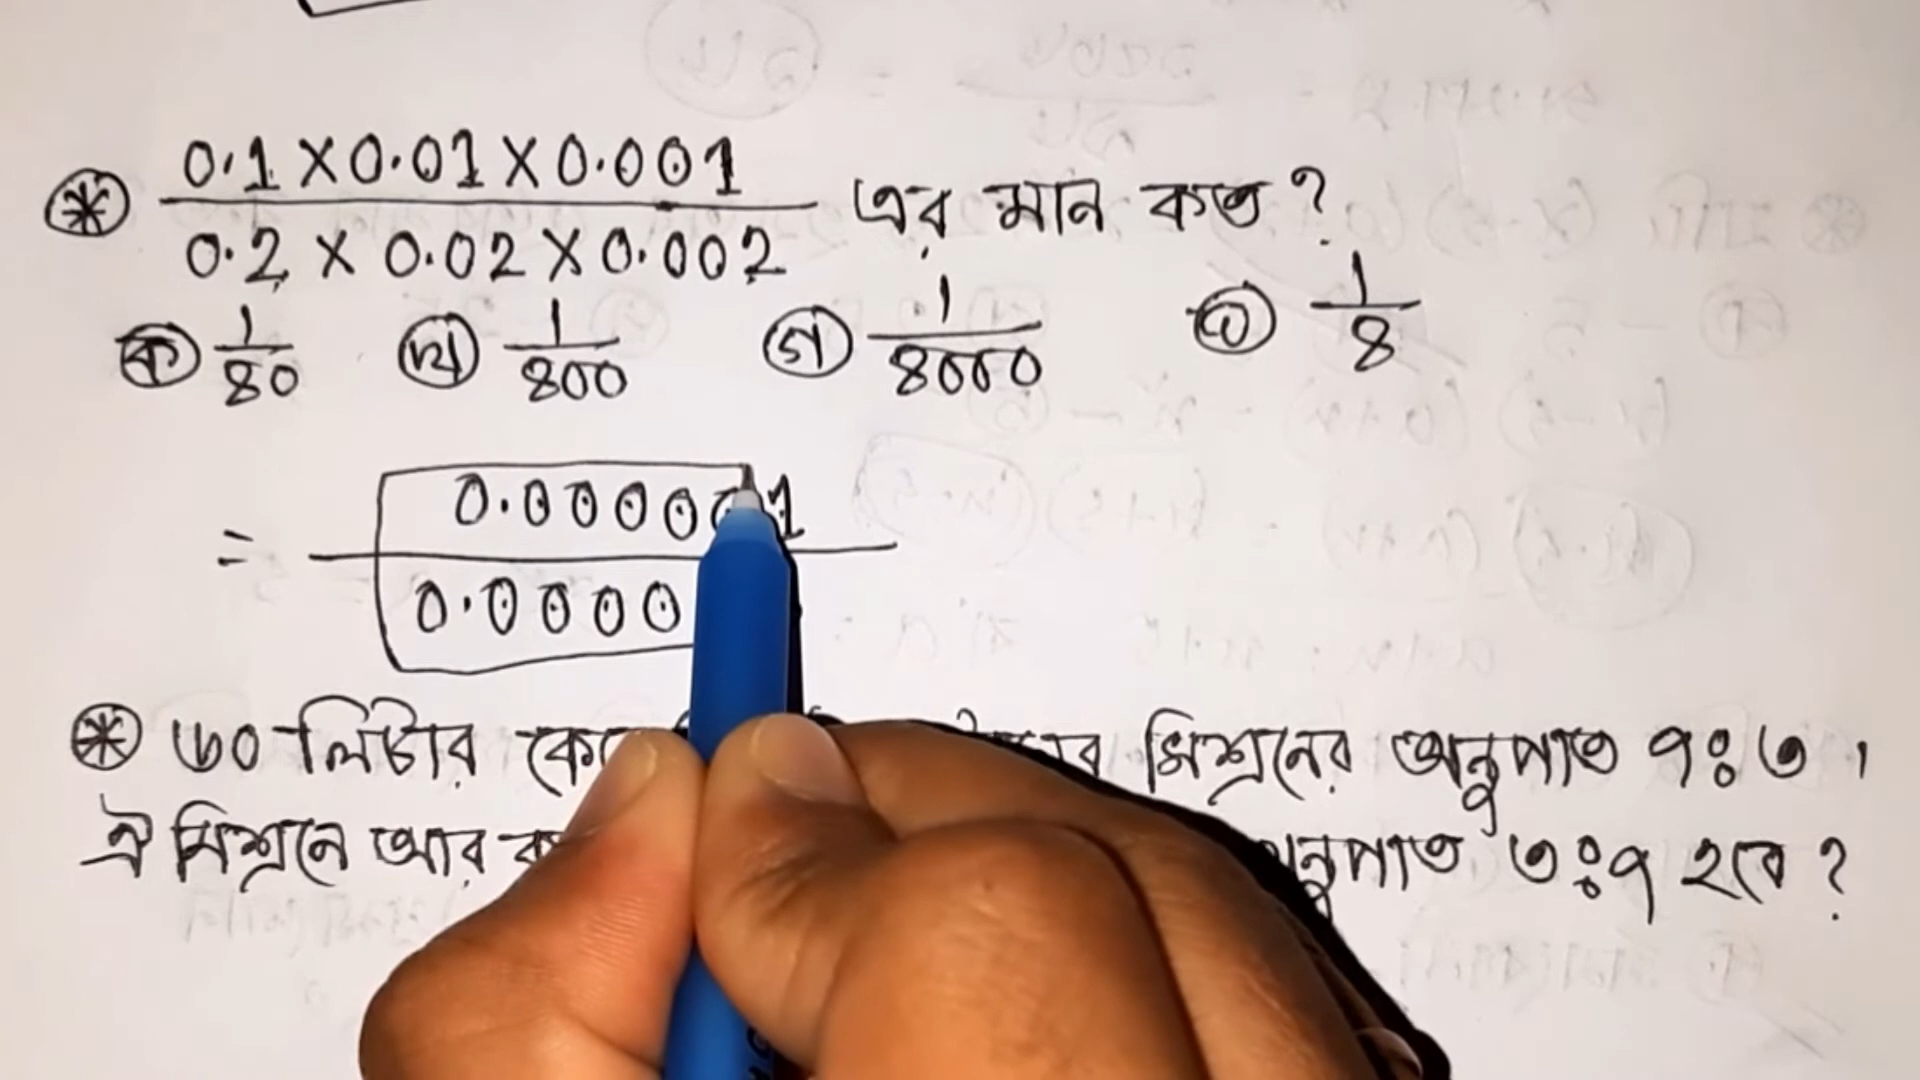 0.1 X 0.01 X 0.001
0.2 X 0.02 X 0.002
এর মান কত ?
ক 1/80 খ 1/800 গ 1/8000 ঘ 1/8
= 0.000001
0.0000
৬০ লিটার মিশ্রনের অনুপাত ৭ঃ৩ ।
ঐ মিশ্রনে আর অনুপাত ৩ঃ৭ হবে ?